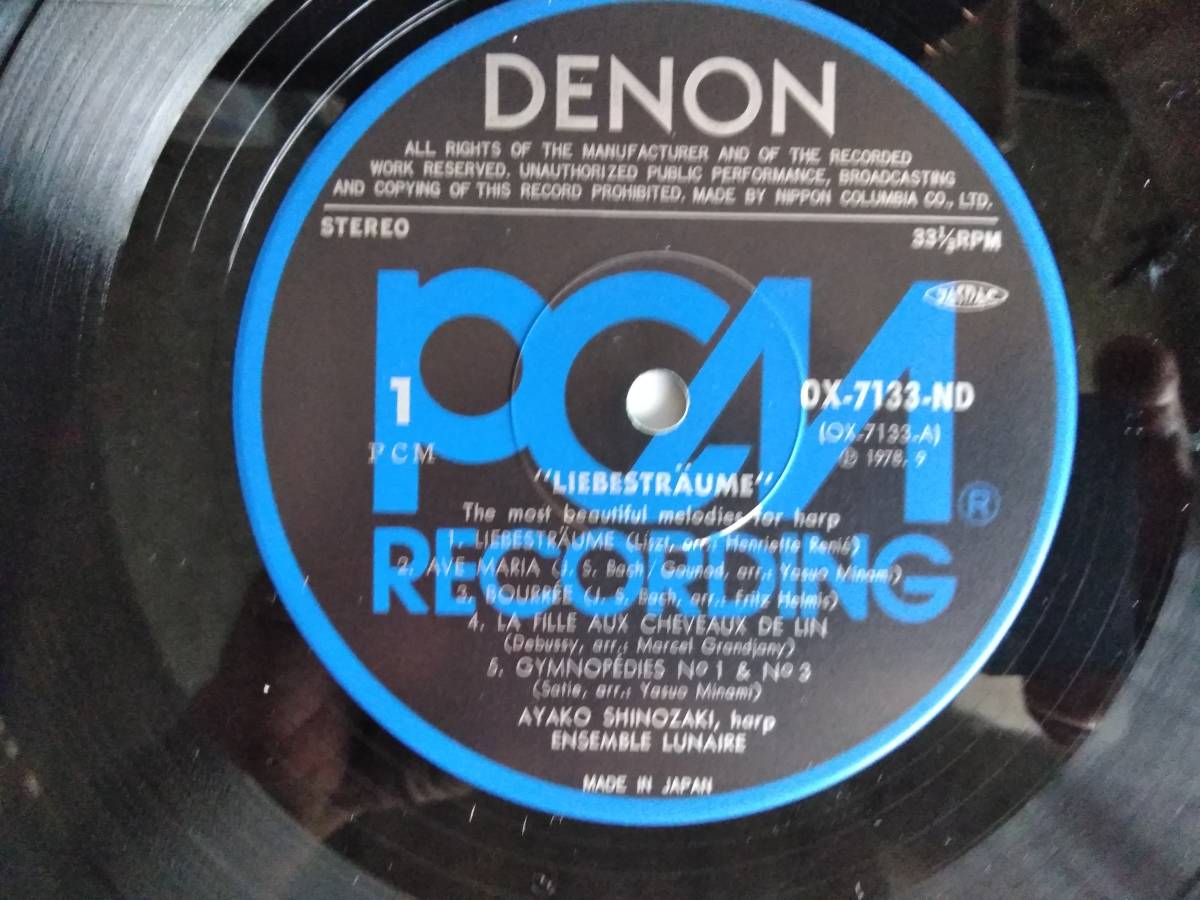 DENON
ALL RIGHTS OF THE MANUFACTURER AND OF THE RECORDED
WORK RESERVED. UNAUTHORIZED PUBLIC PERFORMANCE, BROADCASTING
AND COPYING OF THIS RECORD PROHIBITED. MADE BY NIPPON COLUMBIA CO., LTD.
STEREO
33⅓RPM
JASRAC
PCM
RECORDING
®
1
PCM
OX-7133-ND
(OX-7133-A)
Ⓟ 1978. 9
"LIEBESTRÄUME"
The most beautiful melodies for harp
1. LIEBESTRÄUME (Liszt, arr.: Henriette Renié)
2. AVE MARIA (J. S. Bach / Gounod, arr.: Yasuo Minami)
3. BOURRÉE (J. S. Bach, arr.: Fritz Helmis)
4. LA FILLE AUX CHEVEAUX DE LIN
(Debussy, arr.: Marcel Grandjany)
5. GYMNOPÉDIES Nº 1 & Nº 3
(Satie, arr.: Yasuo Minami)
AYAKO SHINOZAKI, harp
ENSEMBLE LUNAIRE
MADE IN JAPAN